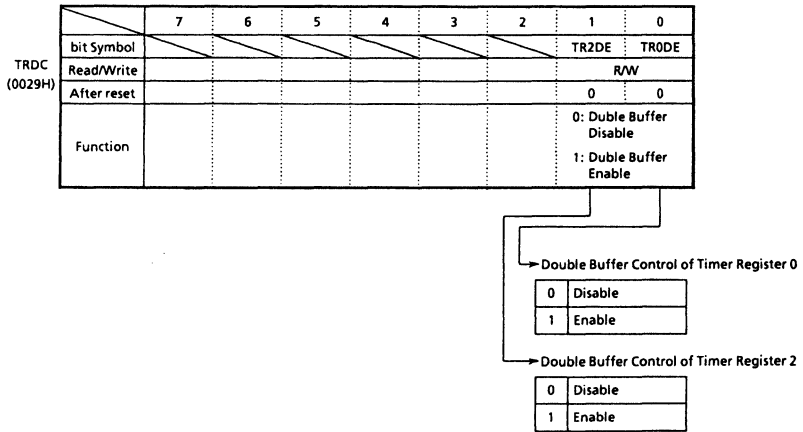 7 6 5 4 3 2 1 0
bit Symbol TR2DE TR0DE
TRDC
(0029H)
Read/Write R/W
After reset 0 0
Function
0: Duble Buffer
Disable
1: Duble Buffer
Enable
Double Buffer Control of Timer Register 0
0 Disable
1 Enable
Double Buffer Control of Timer Register 2
0 Disable
1 Enable